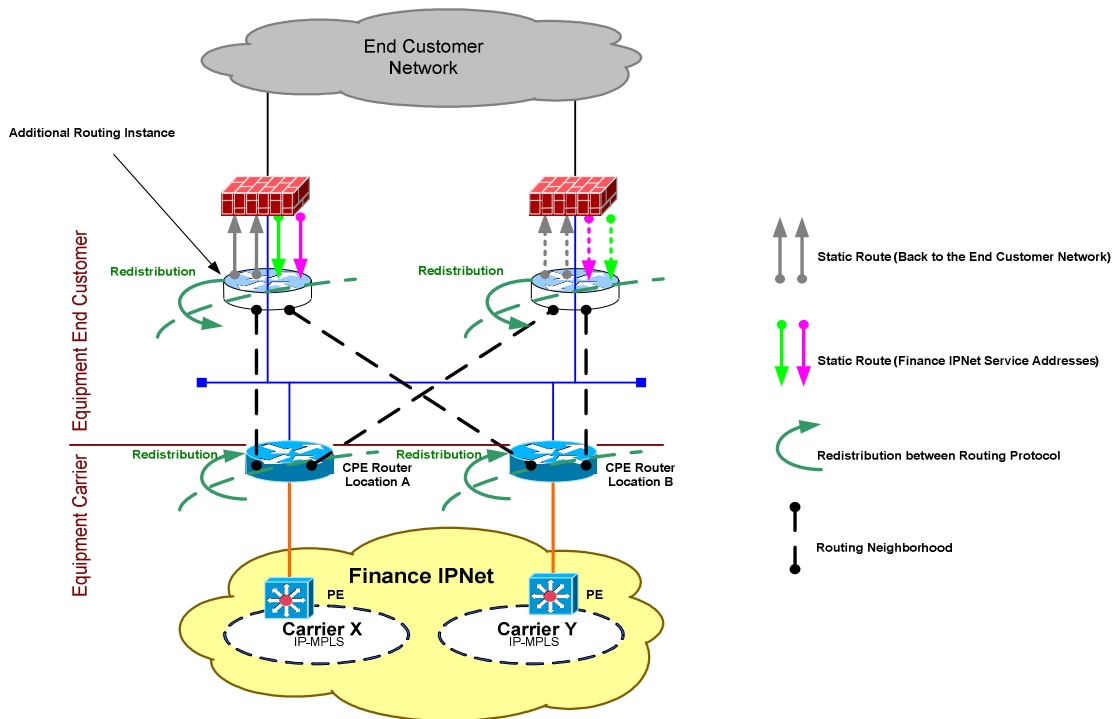 End Customer
Network
Additional Routing Instance
Equipment End Customer
Redistribution
Redistribution
Static Route (Back to the End Customer Network)
Static Route (Finance IPNet Service Addresses)
Redistribution between Routing Protocol
Routing Neighborhood
Equipment Carrier
Redistribution
Redistribution
CPE Router
Location A
CPE Router
Location B
Finance IPNet
PE
PE
Carrier X
IP-MPLS
Carrier Y
IP-MPLS